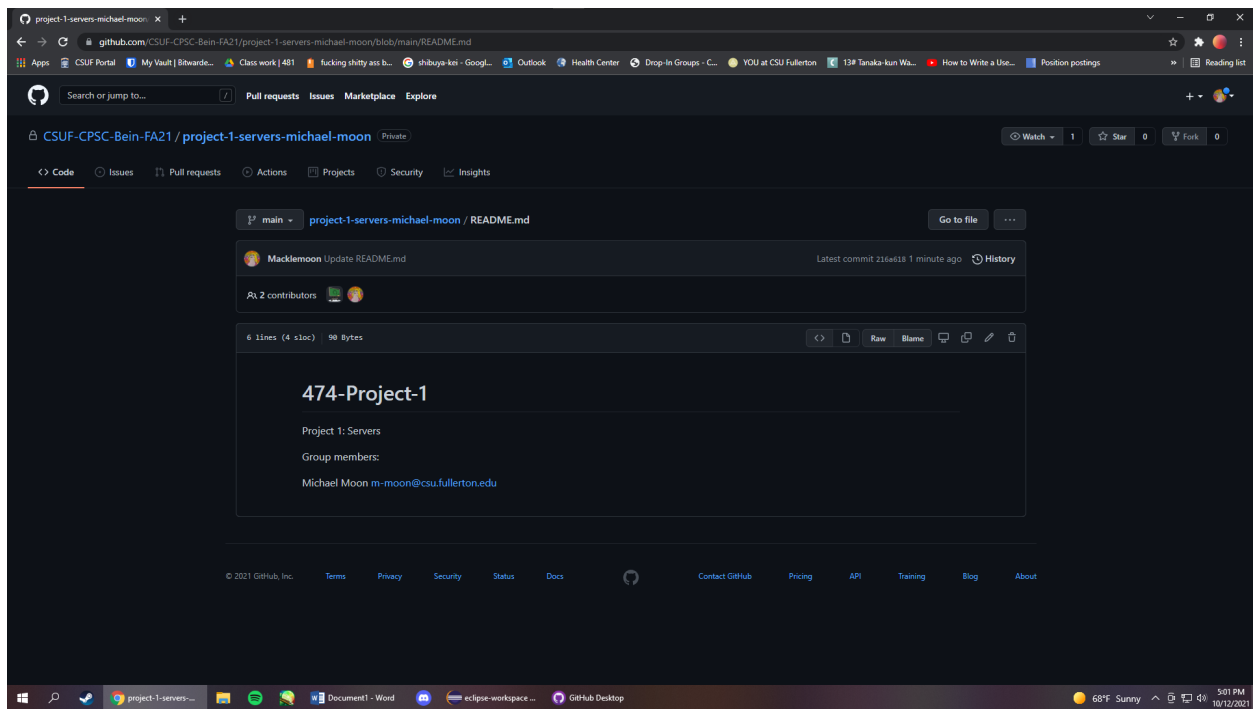 project-1-servers-michael-moon
github.com/CSUF-CPSC-Bein-FA21/project-1-servers-michael-moon/blob/main/README.md
Apps CSUF Portal My Vault | Bitwarde... Class work | 481 fucking shitty ass b... shibuya-kei - Googl... Outlook Health Center Drop-In Groups - C... YOU at CSU Fullerton 13# Tanaka-kun Wa... How to Write a Use... Position postings » Reading list
Search or jump to... / Pull requests Issues Marketplace Explore
CSUF-CPSC-Bein-FA21 / project-1-servers-michael-moon Private Watch 1 Star 0 Fork 0
<> Code Issues Pull requests Actions Projects Security Insights
main project-1-servers-michael-moon / README.md Go to file ...
Macklemoon Update README.md Latest commit 216a618 1 minute ago History
2 contributors
6 lines (4 sloc) 90 Bytes <> Raw Blame
474-Project-1
Project 1: Servers
Group members:
Michael Moon m-moon@csu.fullerton.edu
© 2021 GitHub, Inc. Terms Privacy Security Status Docs Contact GitHub Pricing API Training Blog About
project-1-servers-... Document1 - Word eclipse-workspace ... GitHub Desktop 68°F Sunny 5:01 PM
10/12/2021